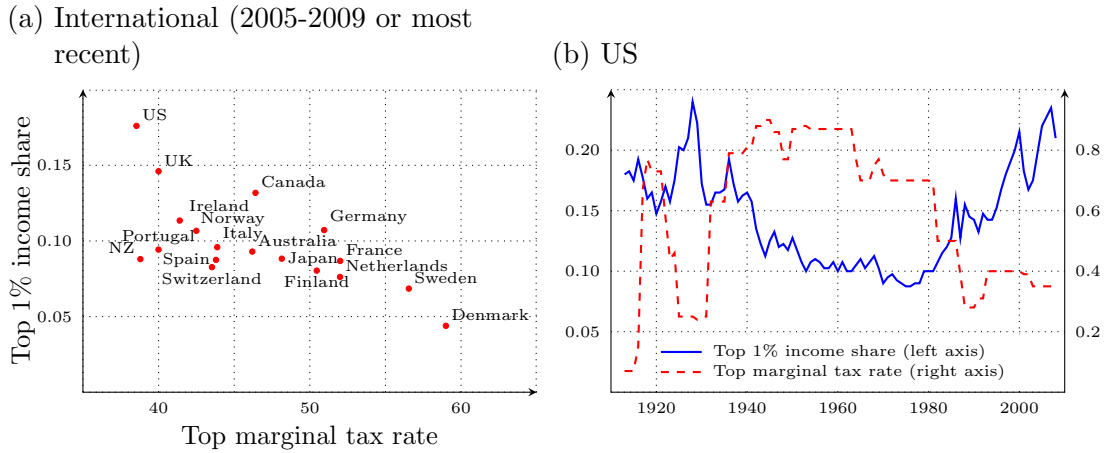 (a) International (2005-2009 or most
recent)
(b) US
Top 1% income share
0.15
0.10
0.05
US
UK
Canada
Ireland
Norway
Germany
Portugal
Italy
Australia
NZ
Spain
Japan
France
Netherlands
Switzerland
Finland
Sweden
Denmark
40
50
60
Top marginal tax rate
0.20
0.15
0.10
0.05
0.8
0.6
0.4
0.2
Top 1% income share (left axis)
Top marginal tax rate (right axis)
1920
1940
1960
1980
2000